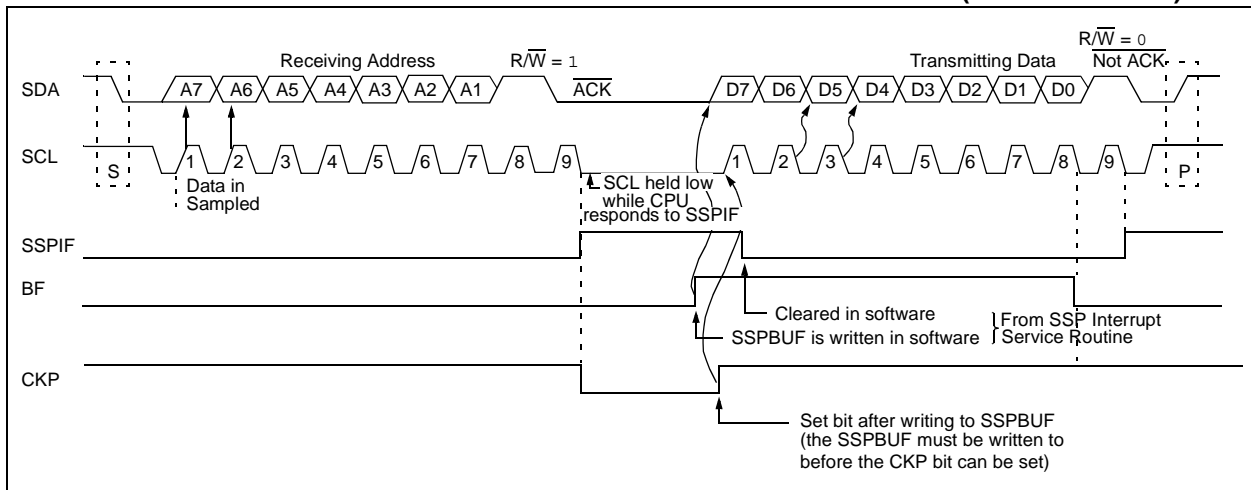 R/W = 0
Receiving Address R/W = 1 Transmitting Data Not ACK
SDA A7 A6 A5 A4 A3 A2 A1 ACK D7 D6 D5 D4 D3 D2 D1 D0
SCL S 1 2 3 4 5 6 7 8 9 1 2 3 4 5 6 7 8 9 P
Data in
Sampled
SCL held low
while CPU
responds to SSPIF
SSPIF
BF
Cleared in software
SSPBUF is written in software
From SSP Interrupt
Service Routine
CKP
Set bit after writing to SSPBUF
(the SSPBUF must be written to
before the CKP bit can be set)